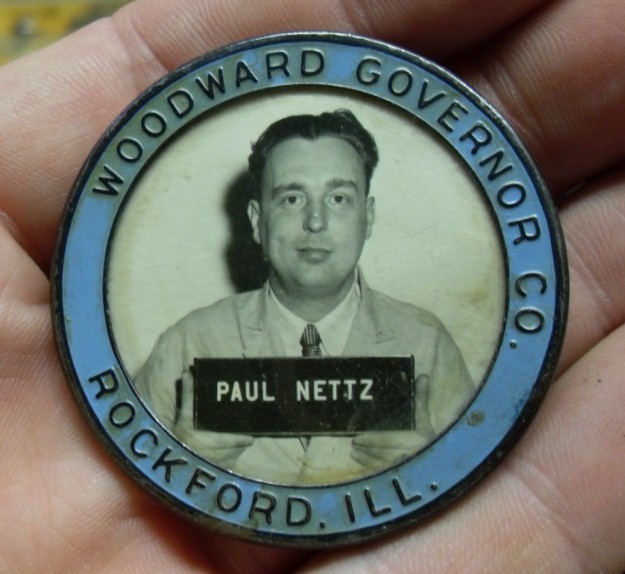 WOODWARD GOVERNOR CO.
PAUL NETTZ
ROCKFORD. ILL.